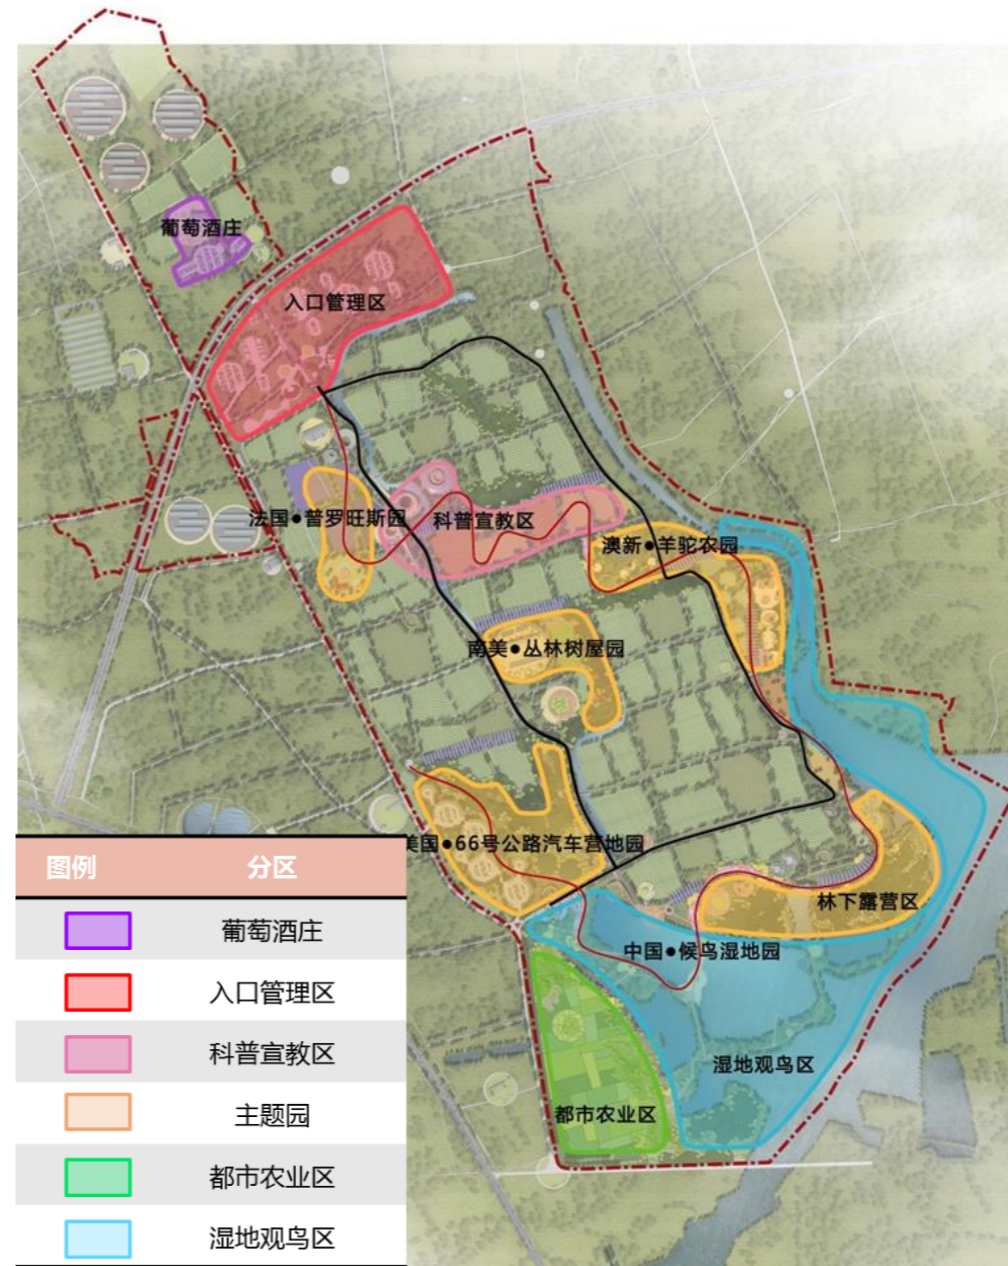 葡萄酒庄
入口管理区
法国●普罗旺斯园
科普宣教区
澳新●羊驼农园
南美●丛林树屋园
美国●66号公路汽车营地园
林下露营区
中国●候鸟湿地园
湿地观鸟区
都市农业区
图例 分区
葡萄酒庄
入口管理区
科普宣教区
主题园
都市农业区
湿地观鸟区